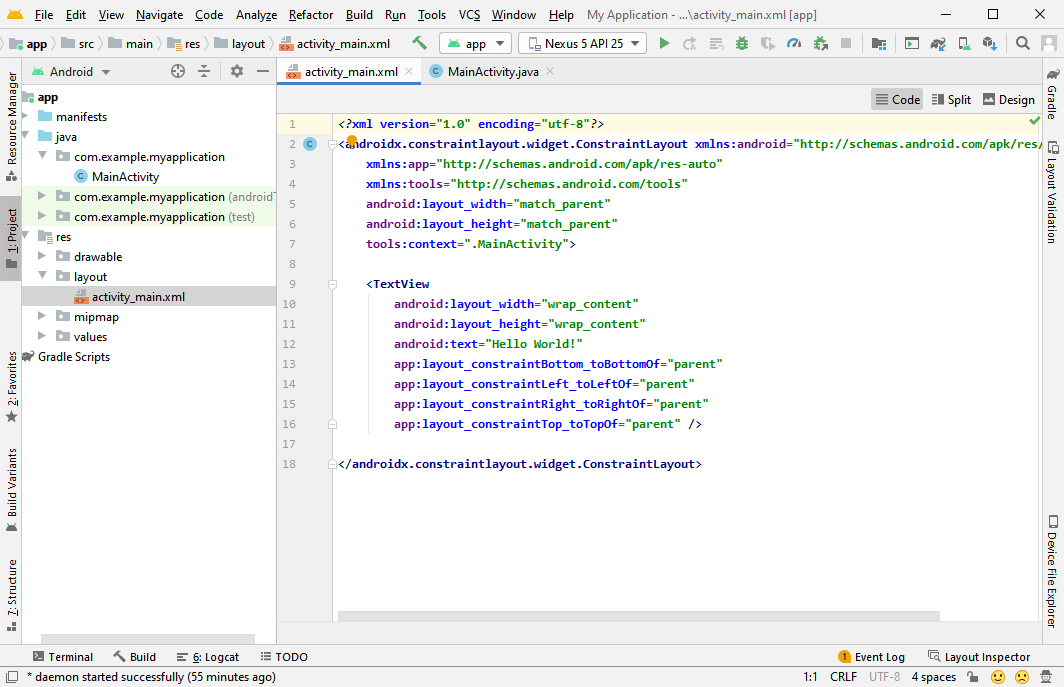 File Edit View Navigate Code Analyze Refactor Build Run Tools VCS Window Help My Application - ...\activity_main.xml [app]
app src main res layout activity_main.xml app Nexus 5 API 25
Android
activity_main.xml MainActivity.java
Code Split Design
Resource Manager
1: Project
2: Favorites
Build Variants
7: Structure
app
manifests
java
com.example.myapplication
MainActivity
com.example.myapplication (android
com.example.myapplication (test)
res
drawable
layout
activity_main.xml
mipmap
values
Gradle Scripts
1 <?xml version="1.0" encoding="utf-8"?>
2 <androidx.constraintlayout.widget.ConstraintLayout xmlns:android="http://schemas.android.com/apk/res/
3 xmlns:app="http://schemas.android.com/apk/res-auto"
4 xmlns:tools="http://schemas.android.com/tools"
5 android:layout_width="match_parent"
6 android:layout_height="match_parent"
7 tools:context=".MainActivity">
8
9 <TextView
10 android:layout_width="wrap_content"
11 android:layout_height="wrap_content"
12 android:text="Hello World!"
13 app:layout_constraintBottom_toBottomOf="parent"
14 app:layout_constraintLeft_toLeftOf="parent"
15 app:layout_constraintRight_toRightOf="parent"
16 app:layout_constraintTop_toTopOf="parent" />
17
18 </androidx.constraintlayout.widget.ConstraintLayout>
Gradle
Layout Validation
Device File Explorer
Terminal Build 6: Logcat TODO 1 Event Log Layout Inspector
* daemon started successfully (55 minutes ago) 1:1 CRLF UTF-8 4 spaces